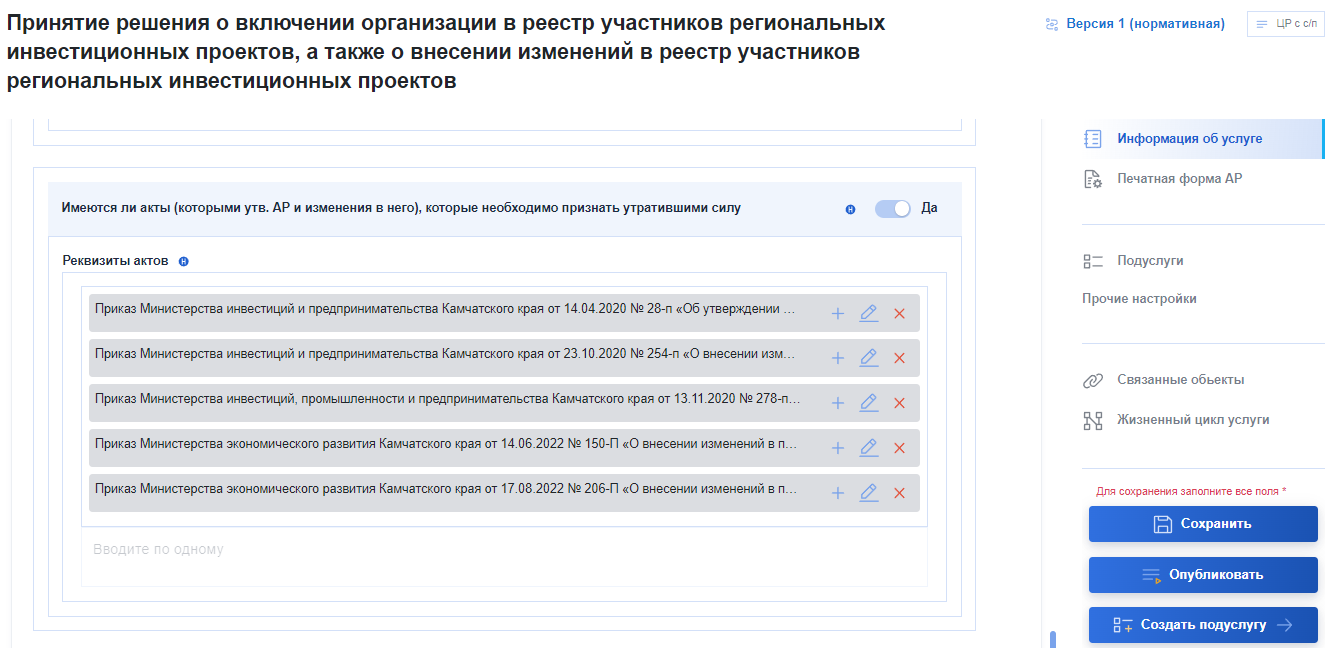 Принятие решения о включении организации в реестр участников региональных
инвестиционных проектов, а также о внесении изменений в реестр участников
региональных инвестиционных проектов
Версия 1 (нормативная)
ЦР с с/п
Имеются ли акты (которыми утв. АР и изменения в него), которые необходимо признать утратившими силу
Н
Да
Реквизиты актов
Н
Приказ Министерства инвестиций и предпринимательства Камчатского края от 14.04.2020 № 28-п «Об утверждении ...
Приказ Министерства инвестиций и предпринимательства Камчатского края от 23.10.2020 № 254-п «О внесении изм...
Приказ Министерства инвестиций, промышленности и предпринимательства Камчатского края от 13.11.2020 № 278-п...
Приказ Министерства экономического развития Камчатского края от 14.06.2022 № 150-П «О внесении изменений в п...
Приказ Министерства экономического развития Камчатского края от 17.08.2022 № 206-П «О внесении изменений в п...
Вводите по одному
Информация об услуге
Печатная форма АР
Подуслуги
Прочие настройки
Связанные обьекты
Жизненный цикл услуги
Для сохранения заполните все поля *
Сохранить
Опубликовать
Создать подуслугу